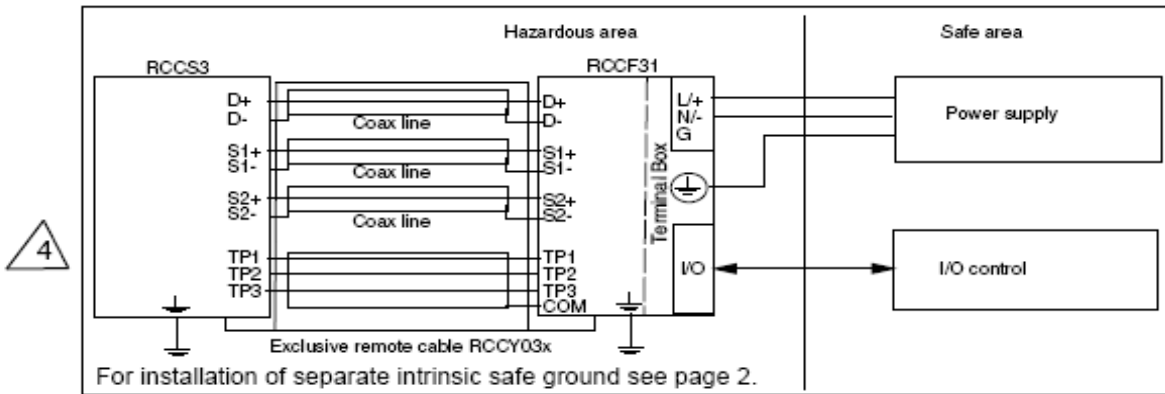 Hazardous area
Safe area
RCCS3
RCCF31
D+
D-
Coax line
D+
D-
S1+
S1-
Coax line
S1+
S1-
S2+
S2-
Coax line
S2+
S2-
TP1
TP2
TP3
TP1
TP2
TP3
COM
Terminal Box
L/+
N/-
G
I/O
Power supply
I/O control
4
Exclusive remote cable RCCY03x
For installation of separate intrinsic safe ground see page 2.